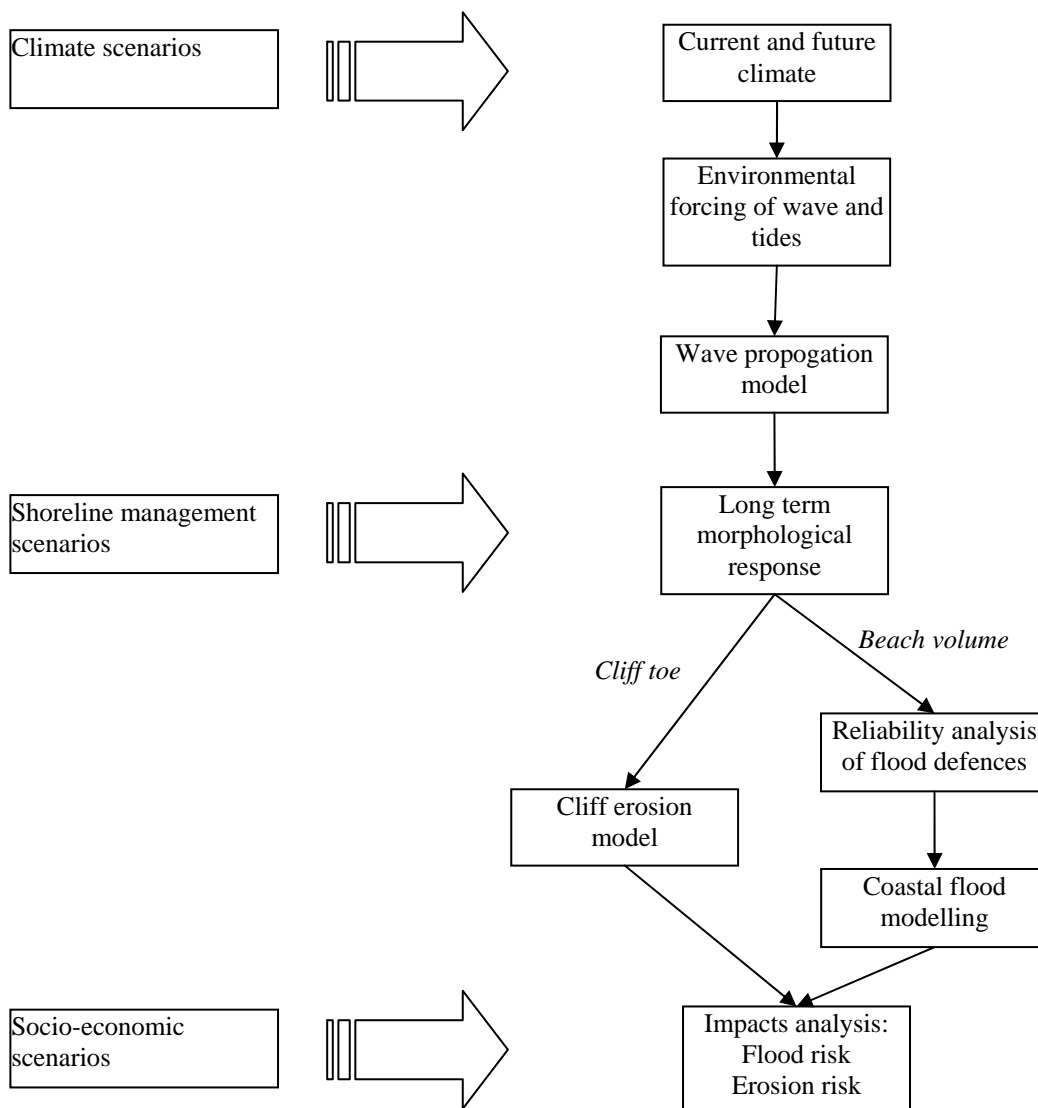 Climate scenarios
Current and future
climate
Environmental
forcing of wave and
tides
Wave propogation
model
Shoreline management
scenarios
Long term
morphological
response
Cliff toe
Beach volume
Reliability analysis
of flood defences
Cliff erosion
model
Coastal flood
modelling
Socio-economic
scenarios
Impacts analysis:
Flood risk
Erosion risk